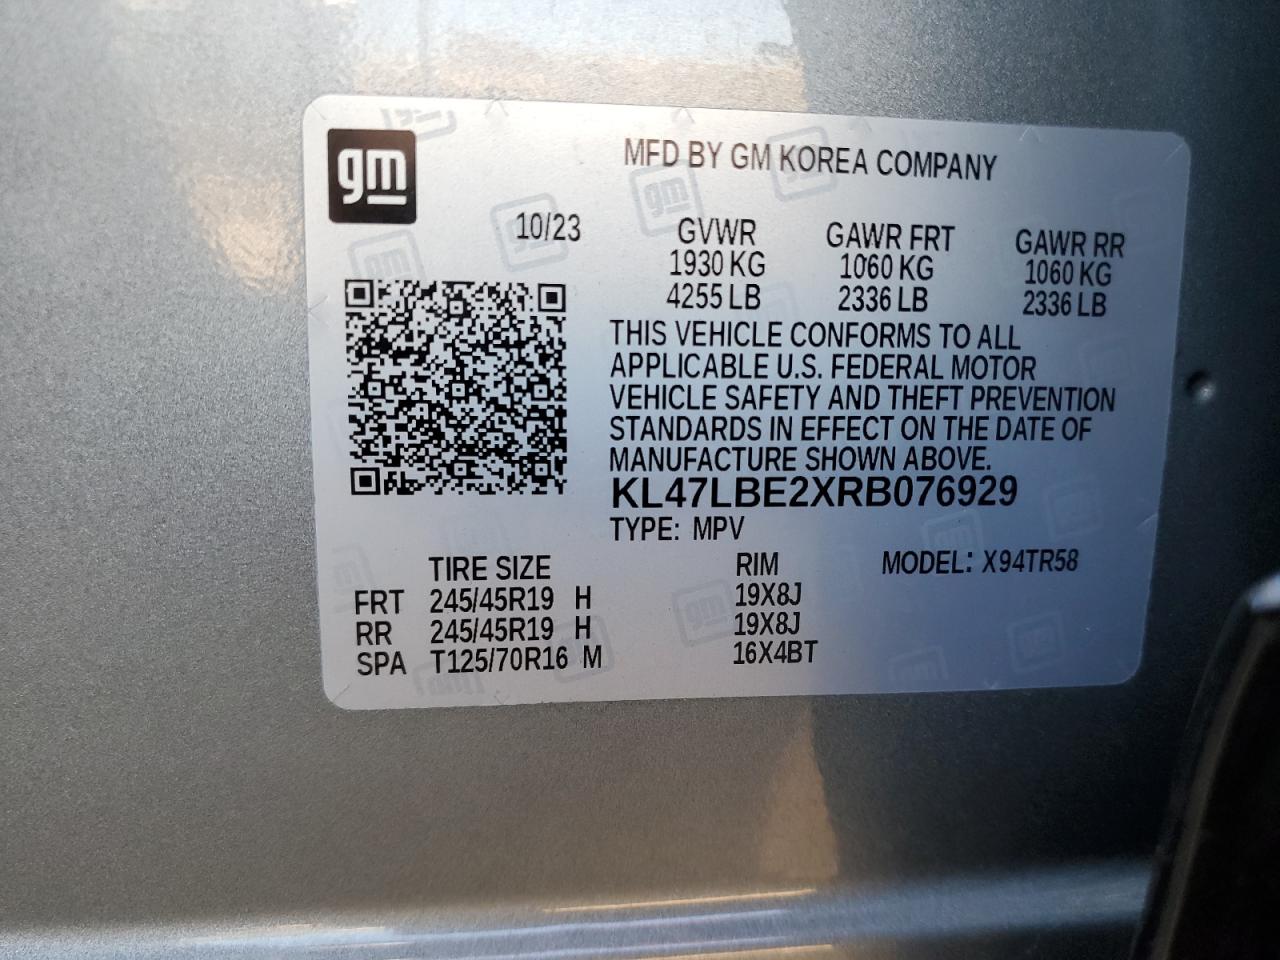 gm
MFD BY GM KOREA COMPANY
10/23 GVWR GAWR FRT GAWR RR
1930 KG 1060 KG 1060 KG
4255 LB 2336 LB 2336 LB
THIS VEHICLE CONFORMS TO ALL
APPLICABLE U.S. FEDERAL MOTOR
VEHICLE SAFETY AND THEFT PREVENTION
STANDARDS IN EFFECT ON THE DATE OF
MANUFACTURE SHOWN ABOVE.
KL47LBE2XRB076929
TYPE: MPV
TIRE SIZE RIM MODEL: X94TR58
FRT 245/45R19 H 19X8J
RR 245/45R19 H 19X8J
SPA T125/70R16 M 16X4BT